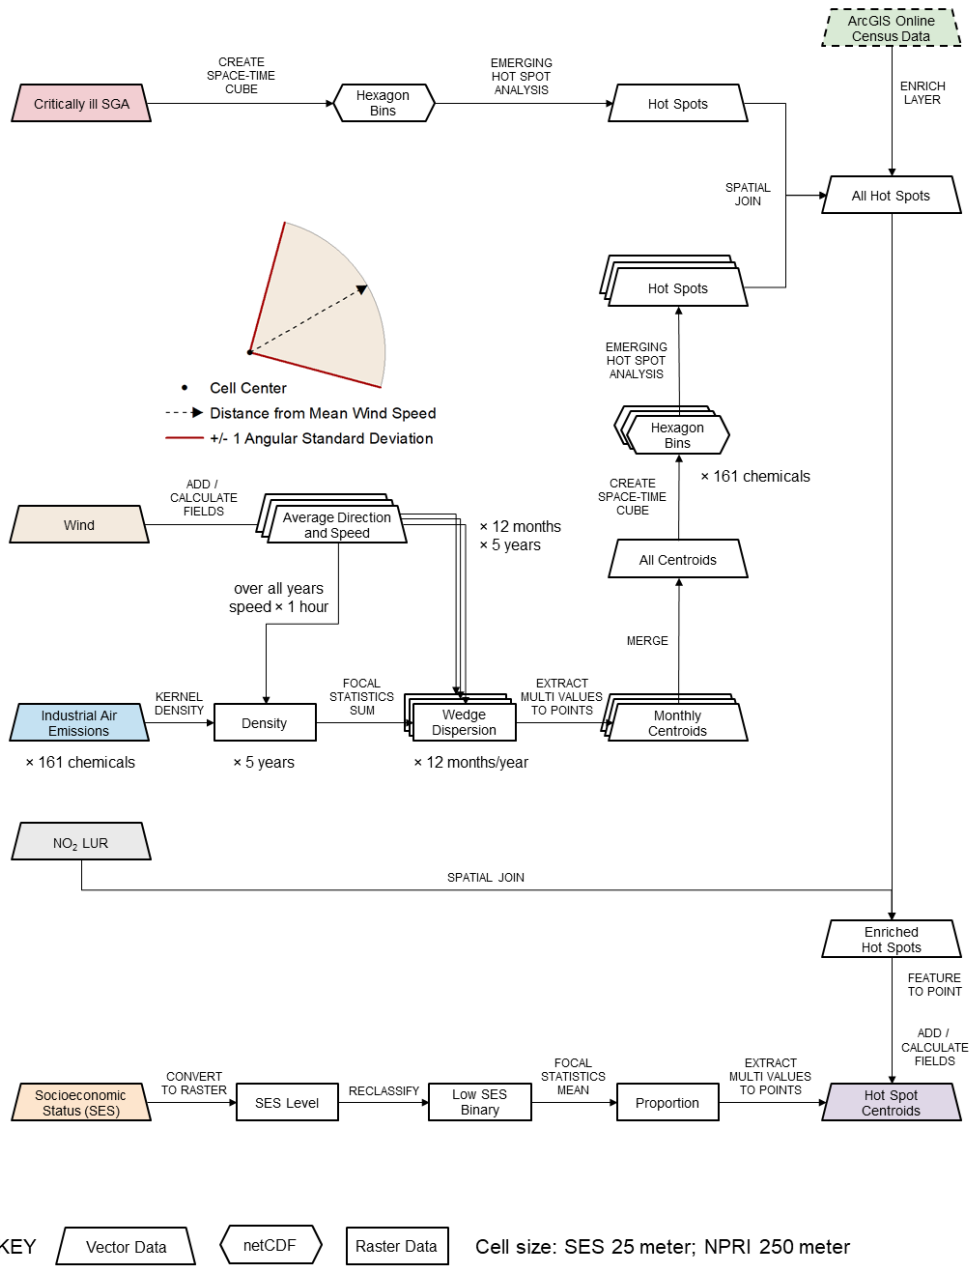 ArcGIS Online
Census Data
CREATE
SPACE-TIME
CUBE
EMERGING
HOT SPOT
ANALYSIS
ENRICH
LAYER
Critically ill SGA
Hexagon
Bins
Hot Spots
SPATIAL
JOIN
All Hot Spots
Hot Spots
EMERGING
HOT SPOT
ANALYSIS
Cell Center
Distance from Mean Wind Speed
+/- 1 Angular Standard Deviation
Hexagon
Bins
× 161 chemicals
CREATE
SPACE-TIME
CUBE
ADD /
CALCULATE
FIELDS
Wind
Average Direction
and Speed
× 12 months
× 5 years
All Centroids
over all years
speed × 1 hour
MERGE
KERNEL
DENSITY
FOCAL
STATISTICS
SUM
EXTRACT
MULTI VALUES
TO POINTS
Industrial Air
Emissions
Density
Wedge
Dispersion
Monthly
Centroids
× 161 chemicals
× 5 years
× 12 months/year
NO₂ LUR
SPATIAL JOIN
Enriched
Hot Spots
FEATURE
TO POINT
ADD /
CALCULATE
FIELDS
CONVERT
TO RASTER
RECLASSIFY
FOCAL
STATISTICS
MEAN
EXTRACT
MULTI VALUES
TO POINTS
Socioeconomic
Status (SES)
SES Level
Low SES
Binary
Proportion
Hot Spot
Centroids
KEY
Vector Data
netCDF
Raster Data
Cell size: SES 25 meter; NPRI 250 meter